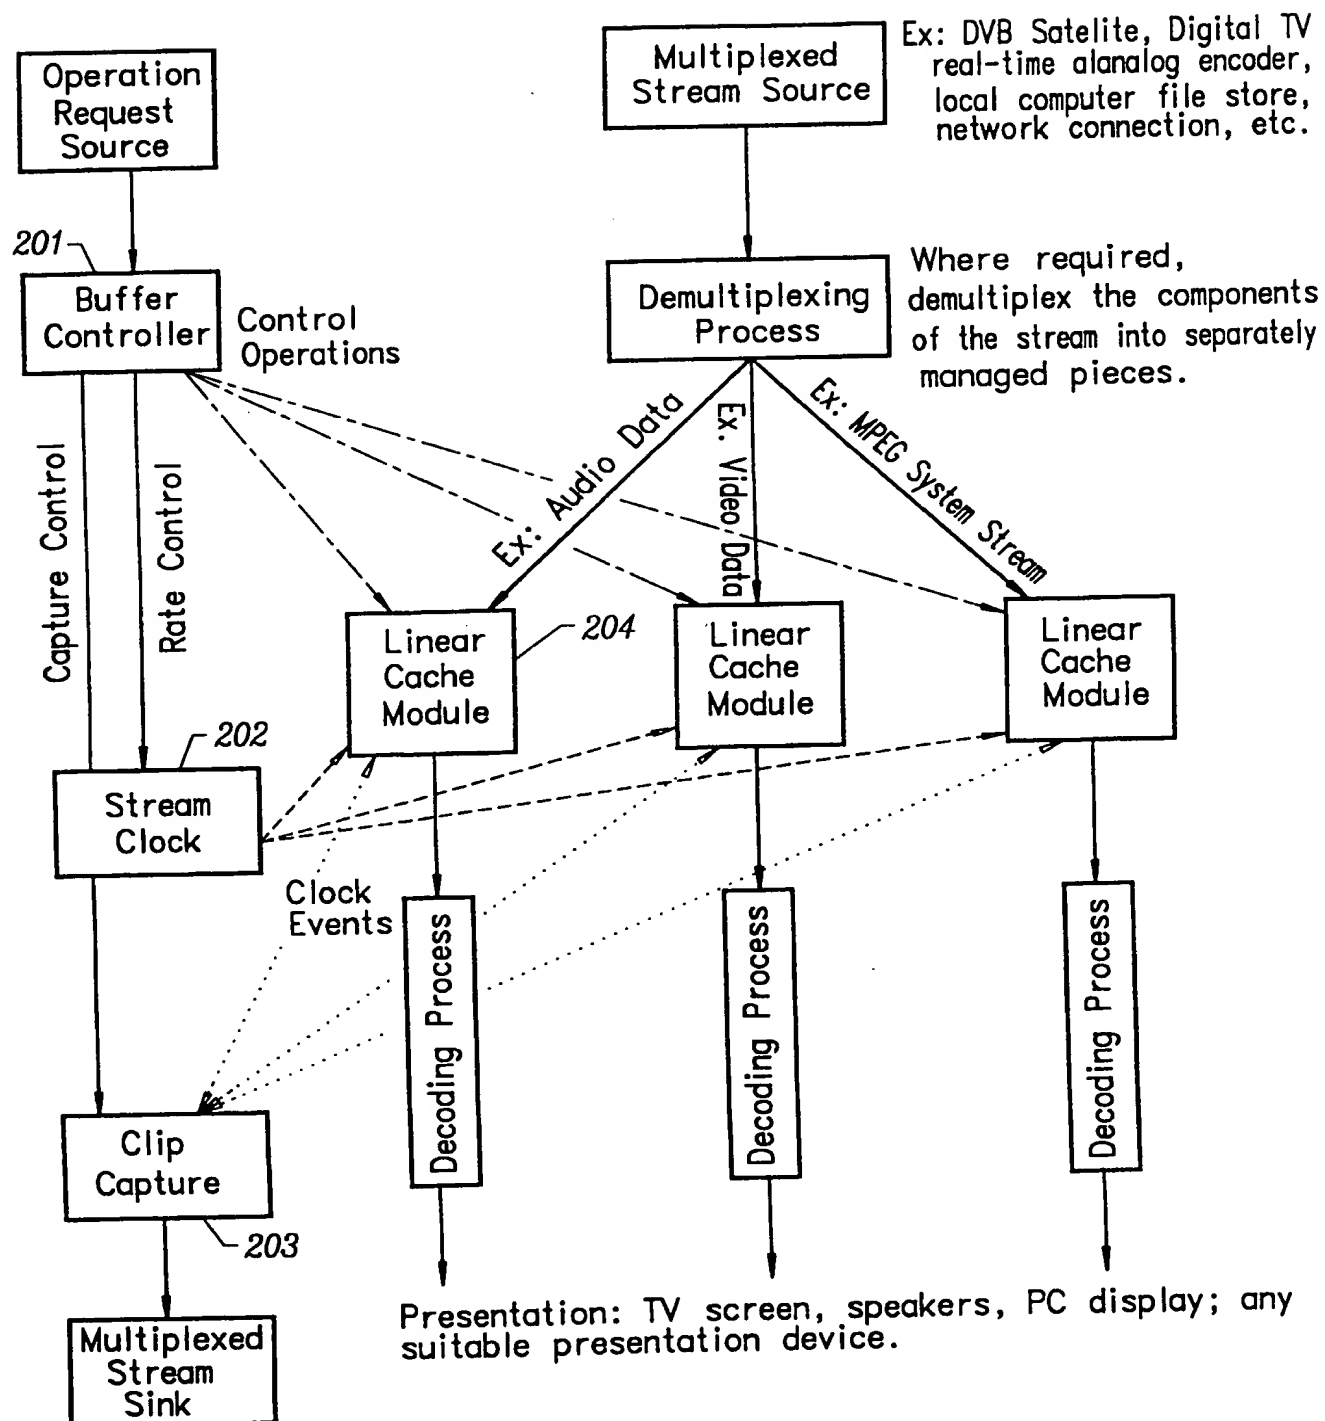 Operation
Request
Source
Multiplexed
Stream Source
Ex: DVB Satelite, Digital TV
real-time alanalog encoder,
local computer file store,
network connection, etc.
201
Buffer
Controller
Control
Operations
Demultiplexing
Process
Where required,
demultiplex the components
of the stream into separately
managed pieces.
Capture Control
Rate Control
Ex: Audio Data
Ex. Video Data
Ex: MPEG System Stream
Linear
Cache
Module
204
Linear
Cache
Module
Linear
Cache
Module
202
Stream
Clock
Clock
Events
Decoding Process
Decoding Process
Decoding Process
Clip
Capture
203
Multiplexed
Stream
Sink
Presentation: TV screen, speakers, PC display; any
suitable presentation device.